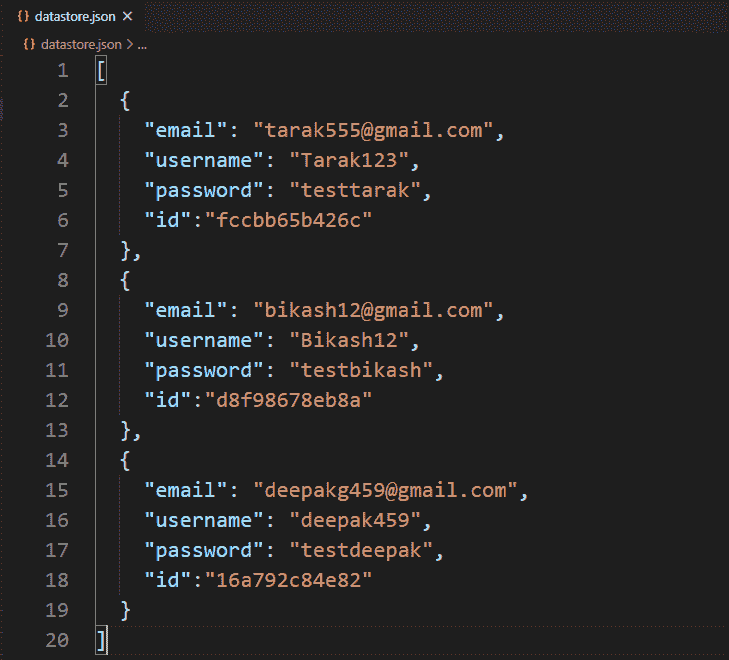 {} datastore.json ×
{} datastore.json > ...
1 [
2 {
3 "email": "tarak555@gmail.com",
4 "username": "Tarak123",
5 "password": "testtarak",
6 "id":"fccbb65b426c"
7 },
8 {
9 "email": "bikash12@gmail.com",
10 "username": "Bikash12",
11 "password": "testbikash",
12 "id":"d8f98678eb8a"
13 },
14 {
15 "email": "deepakg459@gmail.com",
16 "username": "deepak459",
17 "password": "testdeepak",
18 "id":"16a792c84e82"
19 }
20 ]